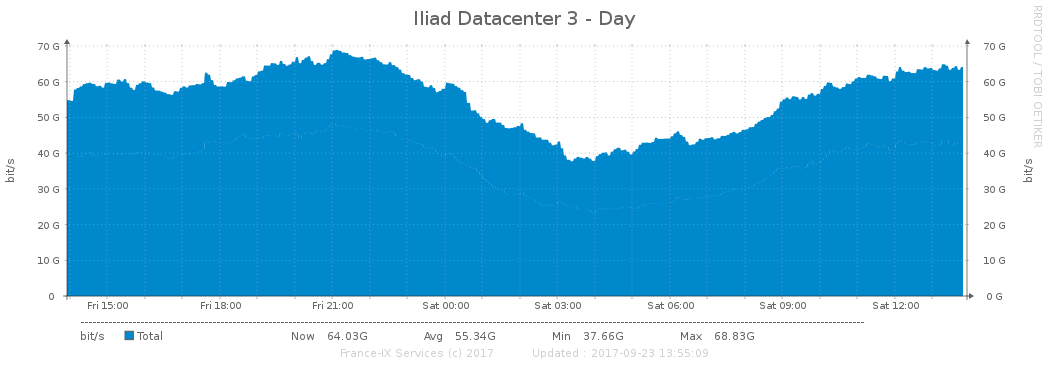 Iliad Datacenter 3 - Day
RRDTOOL / TOBI OETIKER
70 G 70 G
60 G 60 G
50 G 50 G
40 G 40 G
30 G 30 G
20 G 20 G
10 G 10 G
0 0 G
bit/s bit/s
Fri 15:00 Fri 18:00 Fri 21:00 Sat 00:00 Sat 03:00 Sat 06:00 Sat 09:00 Sat 12:00
bit/s Total Now 64.03G Avg 55.34G Min 37.66G Max 68.83G
France-IX Services (c) 2017 Updated : 2017-09-23 13:55:09